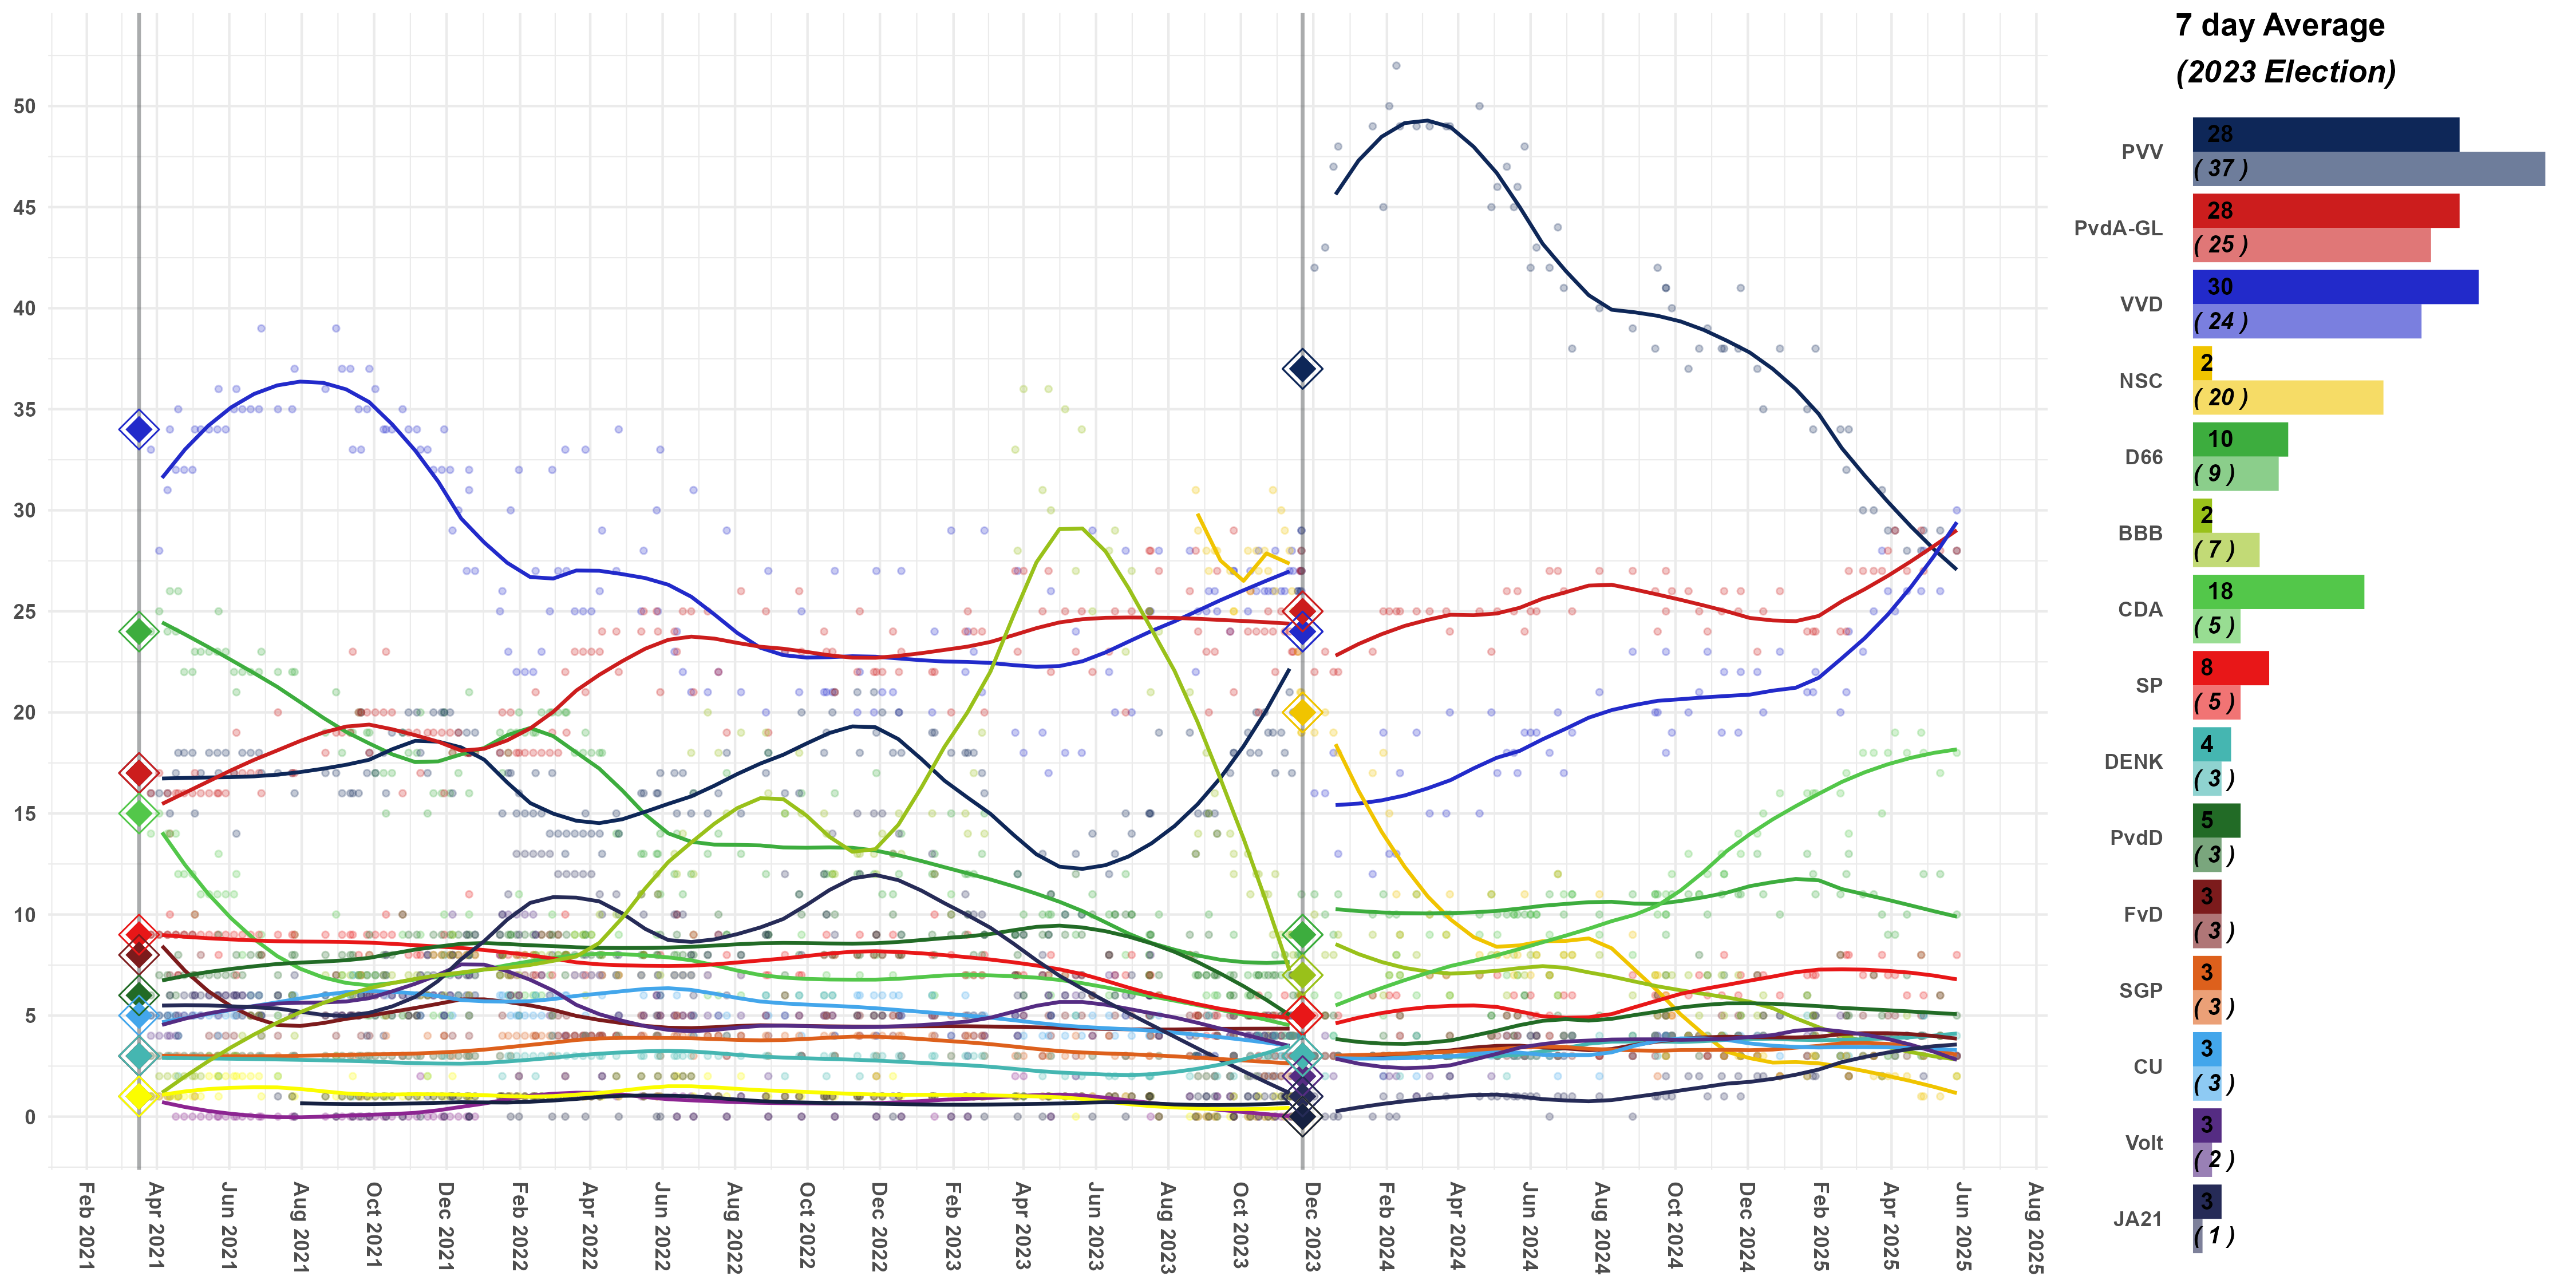 7 day Average
(2023 Election)
50
45
40
35
30
25
20
15
10
5
0
Feb 2021
Apr 2021
Jun 2021
Aug 2021
Oct 2021
Dec 2021
Feb 2022
Apr 2022
Jun 2022
Aug 2022
Oct 2022
Dec 2022
Feb 2023
Apr 2023
Jun 2023
Aug 2023
Oct 2023
Dec 2023
Feb 2024
Apr 2024
Jun 2024
Aug 2024
Oct 2024
Dec 2024
Feb 2025
Apr 2025
Jun 2025
Aug 2025
PVV
28
( 37 )
PvdA-GL
28
( 25 )
VVD
30
( 24 )
NSC
2
( 20 )
D66
10
( 9 )
BBB
2
( 7 )
CDA
18
( 5 )
SP
8
( 5 )
DENK
4
( 3 )
PvdD
5
( 3 )
FvD
3
( 3 )
SGP
3
( 3 )
CU
3
( 3 )
Volt
3
( 2 )
JA21
3
( 1 )